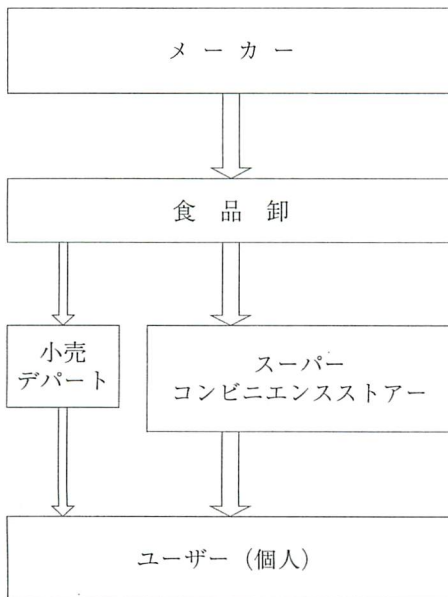 メーカー
食品卸
小売
デパート
スーパー
コンビニエンスストアー
ユーザー（個人）